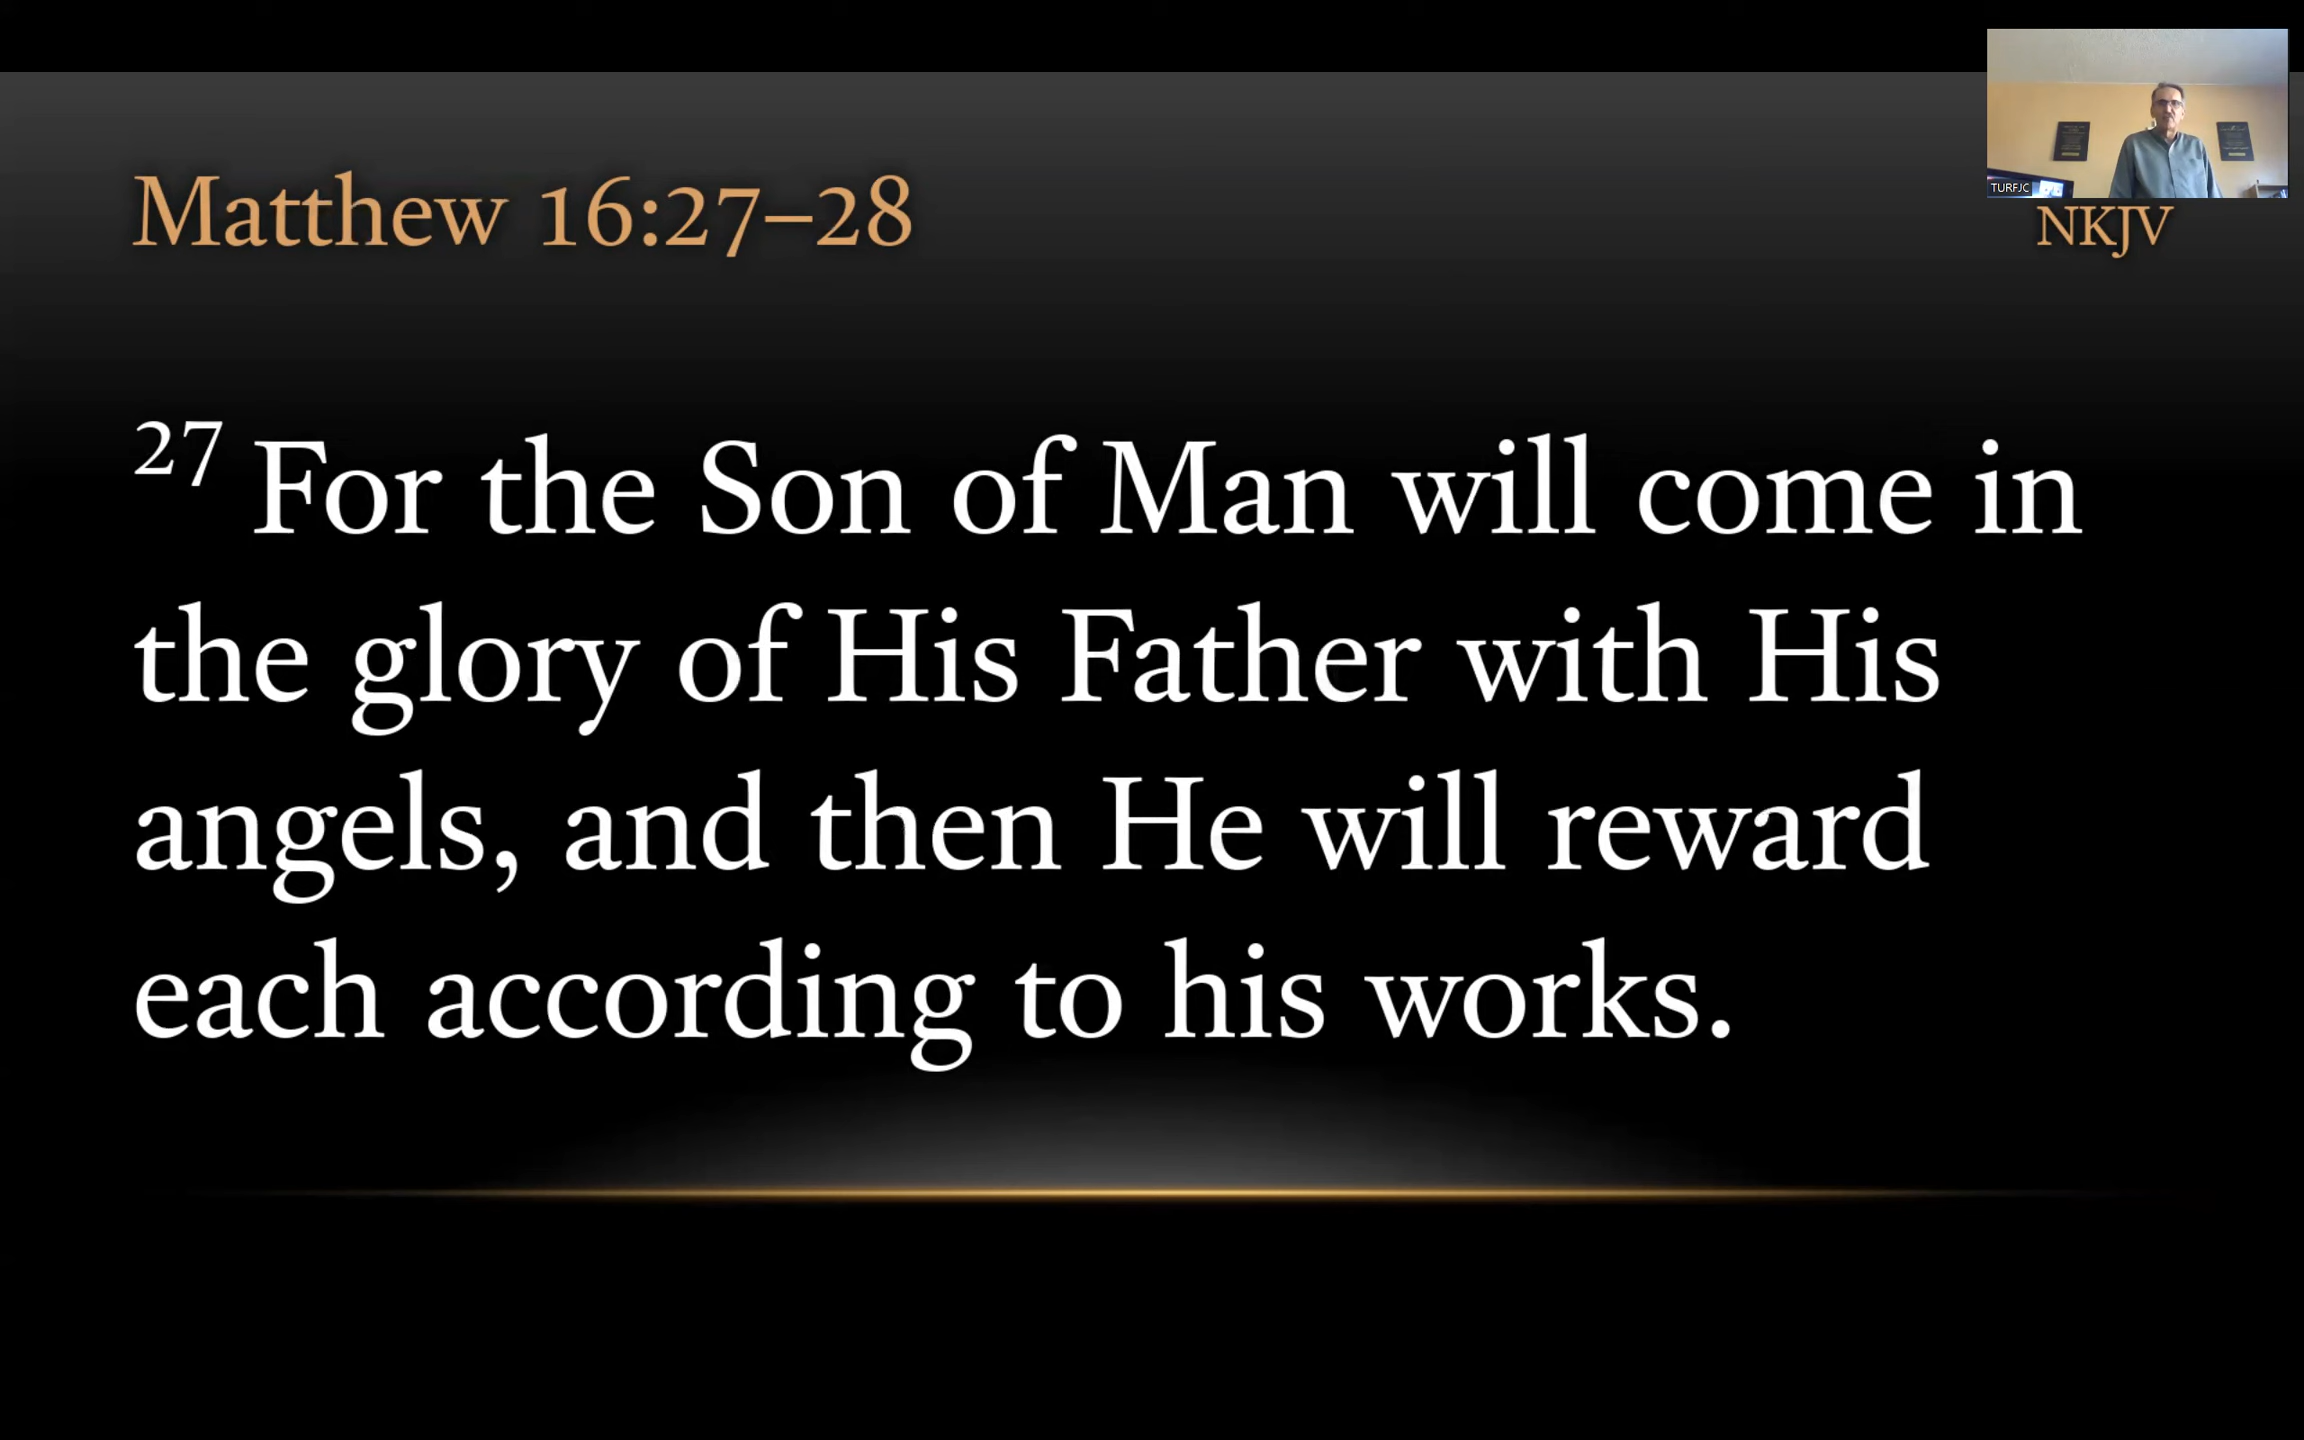 TURFJC
Matthew 16:27–28
NKJV
27 For the Son of Man will come in
the glory of His Father with His
angels, and then He will reward
each according to his works.